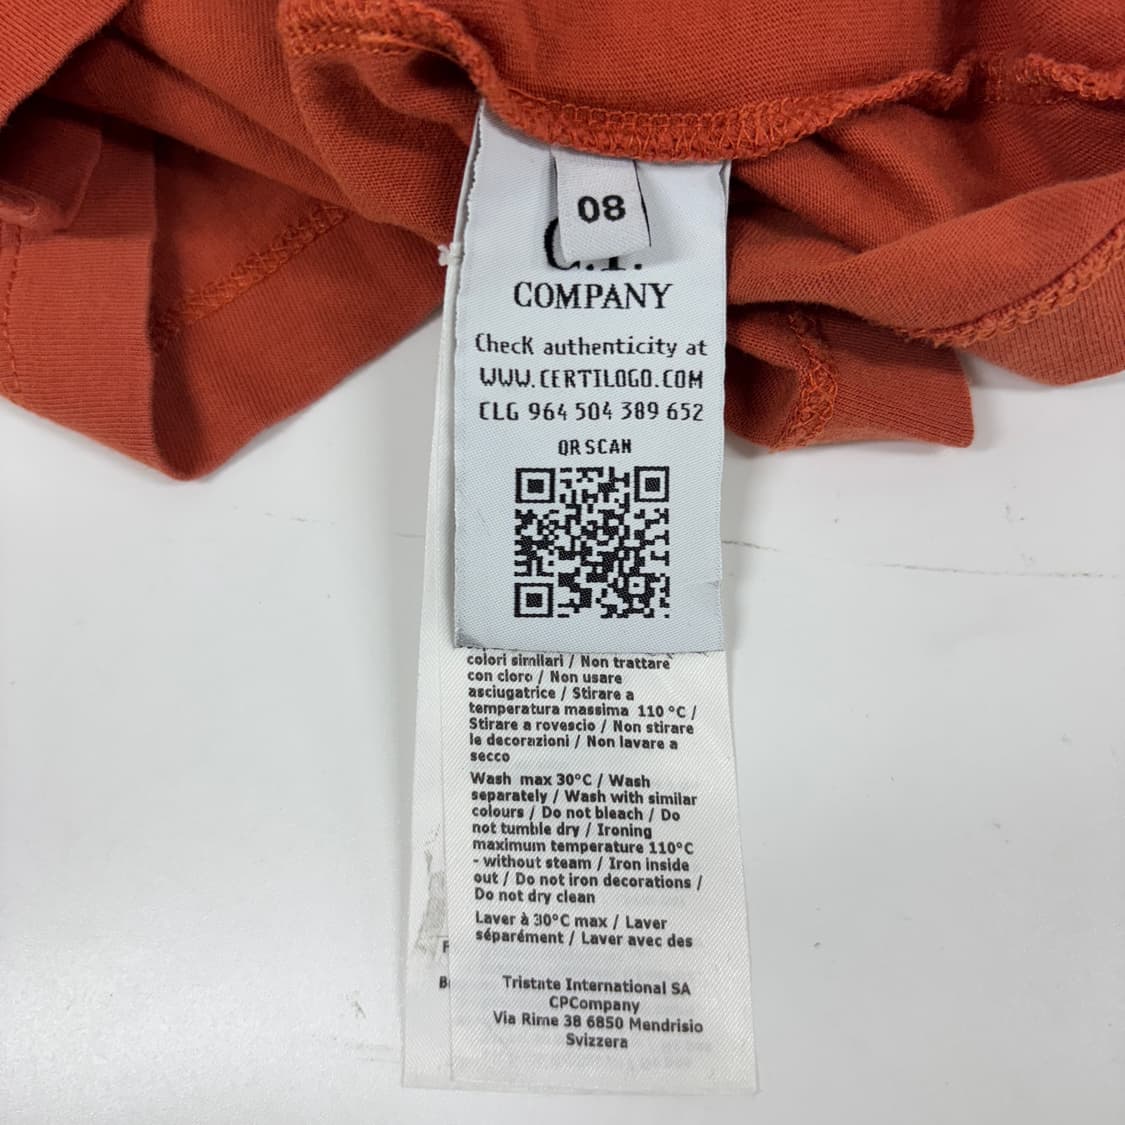 08
COMPANY
Check authenticity at
WWW.CERTILOGO.COM
CLG 964 504 389 652
QR SCAN
colori similari / Non trattare
con cloro / Non usare
asciugatrice / Stirare a
temperatura massima 110 °C /
Stirare a rovescio / Non stirare
le decorazioni / Non lavare a
secco
Wash max 30°C / Wash
separately / Wash with similar
colours / Do not bleach / Do
not tumble dry / Ironing
maximum temperature 110°C
- without steam / Iron inside
out / Do not iron decorations /
Do not dry clean
Laver à 30°C max / Laver
séparément / Laver avec des
Tristate International SA
CPCompany
Via Rime 38 6850 Mendrisio
Svizzera